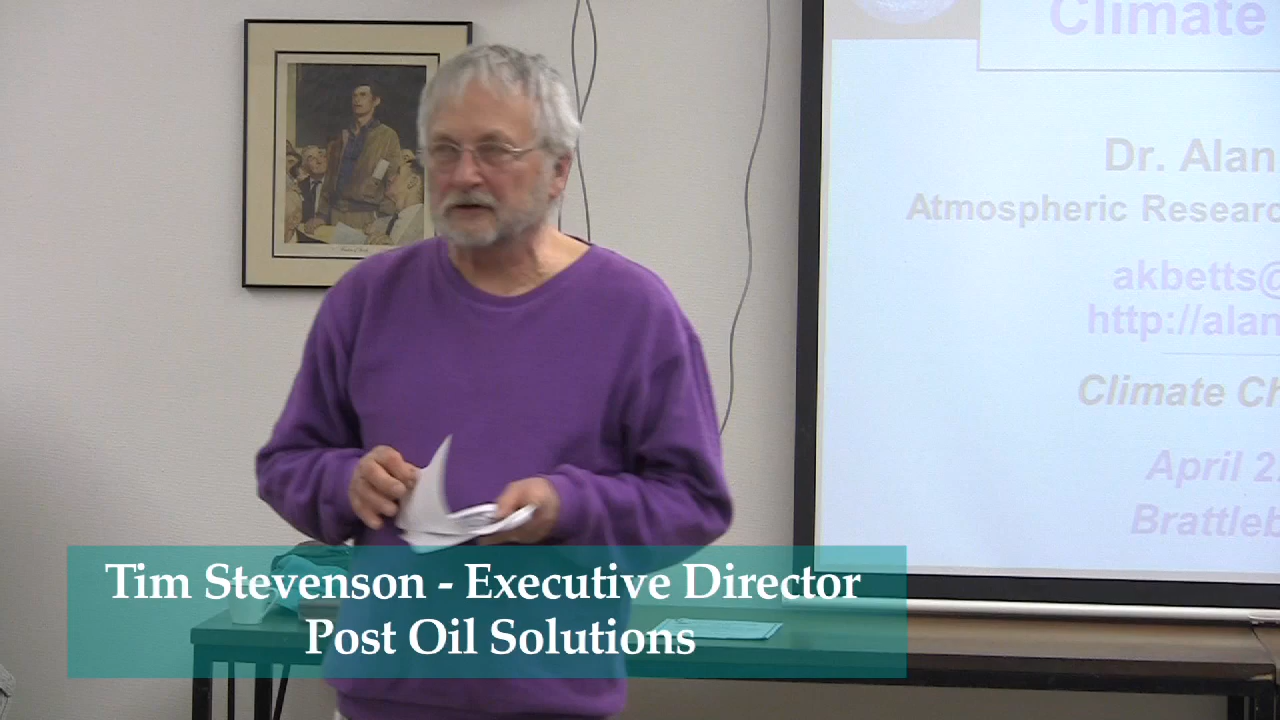 Climate
Dr. Alan
Atmospheric Researc
akbetts@
http://alan
Climate Ch
April 2
Brattleb
Tim Stevenson - Executive Director
Post Oil Solutions